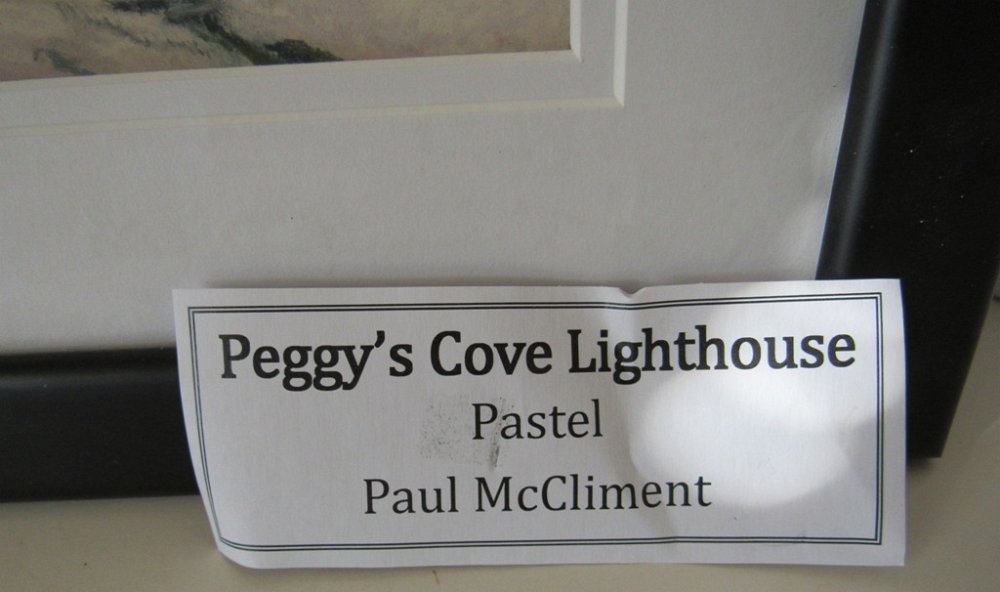 Peggy's Cove Lighthouse
Pastel
Paul McCliment